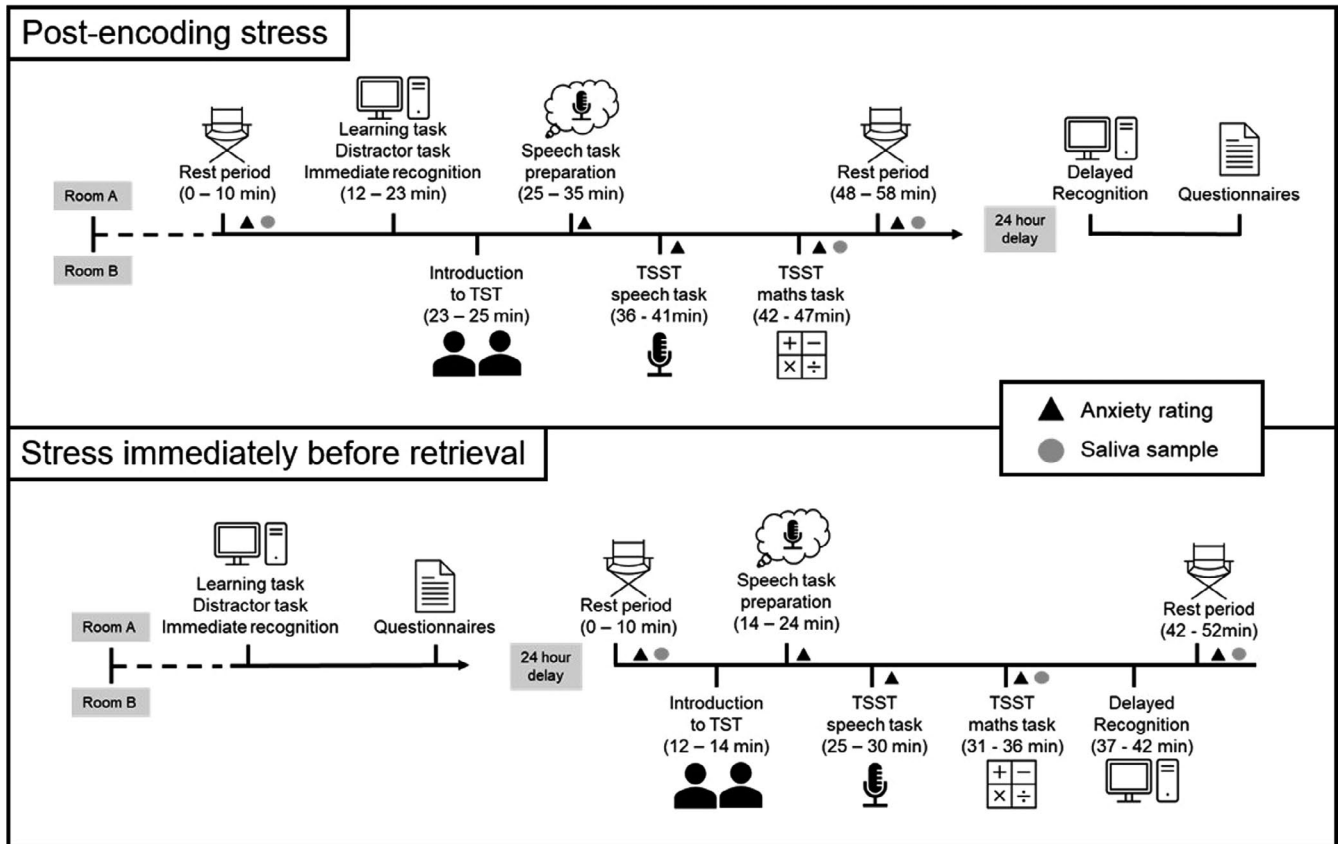 Post-encoding stress
Rest period
(0 – 10 min)
Learning task
Distractor task
Immediate recognition
(12 – 23 min)
Speech task
preparation
(25 – 35 min)
Rest period
(48 – 58 min)
Delayed
Recognition
Questionnaires
Room A
Room B
24 hour
delay
Introduction
to TST
(23 – 25 min)
TSST
speech task
(36 - 41min)
TSST
maths task
(42 - 47min)
+ −
× ÷
Anxiety rating
Saliva sample
Stress immediately before retrieval
Learning task
Distractor task
Immediate recognition
Questionnaires
Room A
Room B
24 hour
delay
Rest period
(0 – 10 min)
Speech task
preparation
(14 – 24 min)
Rest period
(42 - 52min)
Introduction
to TST
(12 – 14 min)
TSST
speech task
(25 – 30 min)
TSST
maths task
(31 - 36 min)
Delayed
Recognition
(37 - 42 min)
+ −
× ÷